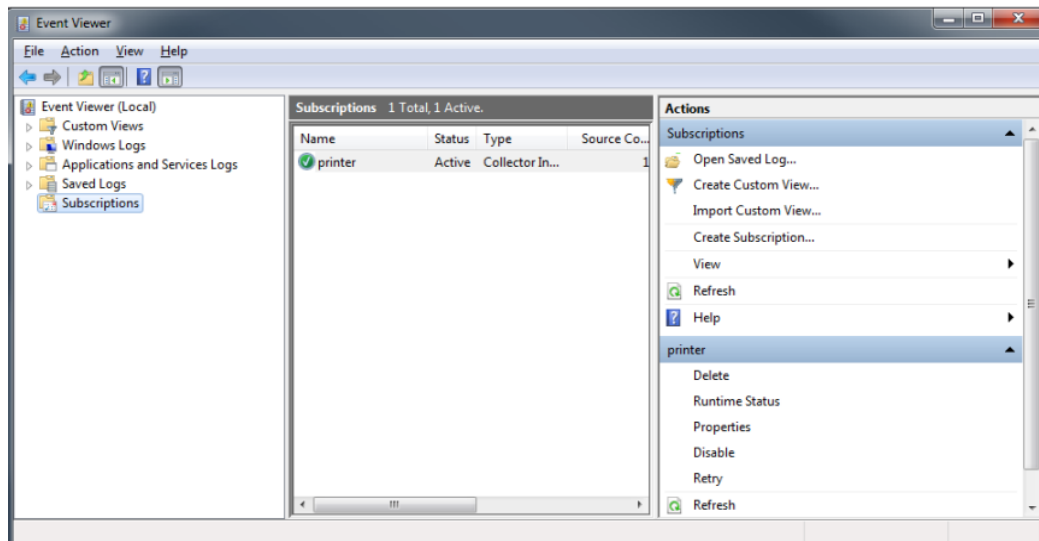 Event Viewer
File Action View Help
Event Viewer (Local)
Custom Views
Windows Logs
Applications and Services Logs
Saved Logs
Subscriptions
Subscriptions 1 Total, 1 Active.
Name Status Type Source Co...
printer Active Collector In... 1
Actions
Subscriptions
Open Saved Log...
Create Custom View...
Import Custom View...
Create Subscription...
View
Refresh
Help
printer
Delete
Runtime Status
Properties
Disable
Retry
Refresh